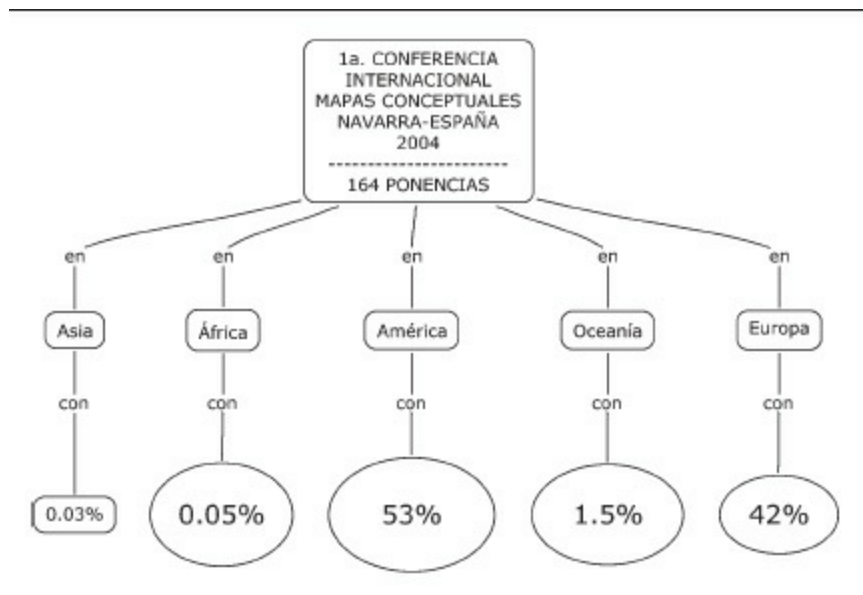 1a. CONFERENCIA
INTERNACIONAL
MAPAS CONCEPTUALES
NAVARRA-ESPAÑA
2004
-----------------------
164 PONENCIAS
en en en en en
Asia África América Oceanía Europa
con con con con con
0.03% 0.05% 53% 1.5% 42%